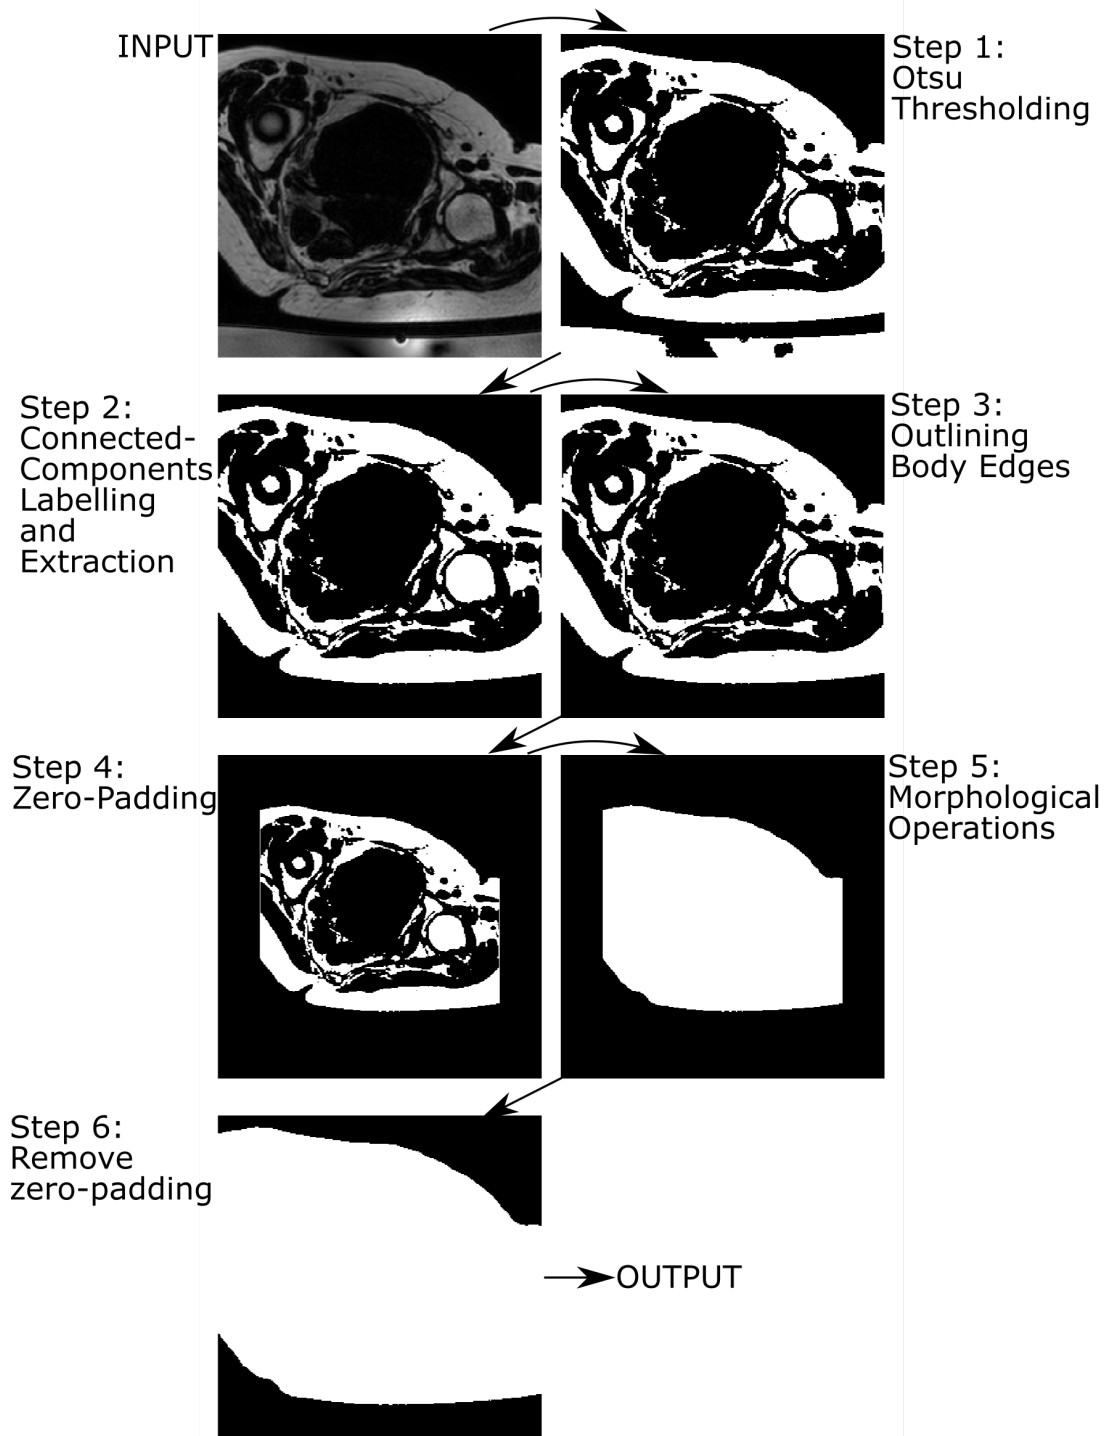 INPUT
Step 1:
Otsu
Thresholding
Step 2:
Connected-
Components
Labelling
and
Extraction
Step 3:
Outlining
Body Edges
Step 4:
Zero-Padding
Step 5:
Morphological
Operations
Step 6:
Remove
zero-padding
OUTPUT